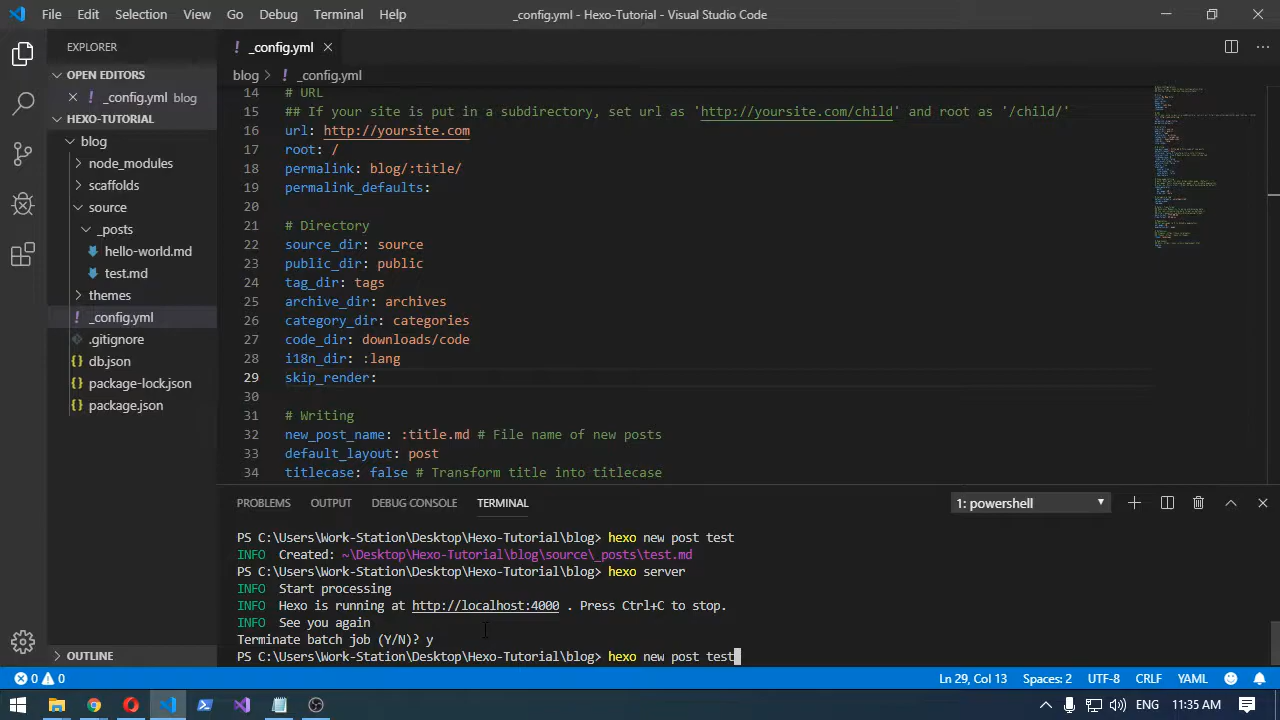 File Edit Selection View Go Debug Terminal Help _config.yml - Hexo-Tutorial - Visual Studio Code
EXPLORER
OPEN EDITORS
_config.yml blog
HEXO-TUTORIAL
blog
node_modules
scaffolds
source
_posts
hello-world.md
test.md
themes
! _config.yml
.gitignore
{} db.json
{} package-lock.json
{} package.json
OUTLINE
! _config.yml
blog > ! _config.yml
14 # URL
15 ## If your site is put in a subdirectory, set url as 'http://yoursite.com/child' and root as '/child/'
16 url: http://yoursite.com
17 root: /
18 permalink: blog/:title/
19 permalink_defaults:
20
21 # Directory
22 source_dir: source
23 public_dir: public
24 tag_dir: tags
25 archive_dir: archives
26 category_dir: categories
27 code_dir: downloads/code
28 i18n_dir: :lang
29 skip_render:
30
31 # Writing
32 new_post_name: :title.md # File name of new posts
33 default_layout: post
34 titlecase: false # Transform title into titlecase
PROBLEMS OUTPUT DEBUG CONSOLE TERMINAL 1: powershell
PS C:\Users\Work-Station\Desktop\Hexo-Tutorial\blog> hexo new post test
INFO Created: ~\Desktop\Hexo-Tutorial\blog\source\_posts\test.md
PS C:\Users\Work-Station\Desktop\Hexo-Tutorial\blog> hexo server
INFO Start processing
INFO Hexo is running at http://localhost:4000 . Press Ctrl+C to stop.
INFO See you again
Terminate batch job (Y/N)? y
PS C:\Users\Work-Station\Desktop\Hexo-Tutorial\blog> hexo new post test
0 0 Ln 29, Col 13 Spaces: 2 UTF-8 CRLF YAML
ENG 11:35 AM